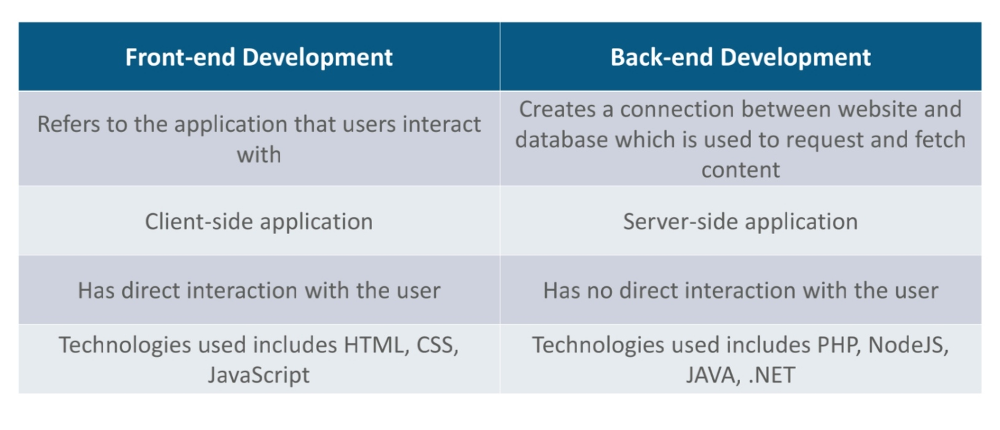 Front-end Development
Back-end Development
Refers to the application that users interact
with
Creates a connection between website and
database which is used to request and fetch
content
Client-side application
Server-side application
Has direct interaction with the user
Has no direct interaction with the user
Technologies used includes HTML, CSS,
JavaScript
Technologies used includes PHP, NodeJS,
JAVA, .NET